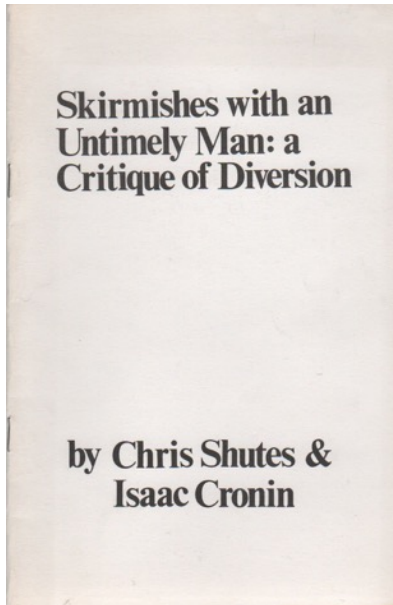 Skirmishes with an
Untimely Man: a
Critique of Diversion
by Chris Shutes &
Isaac Cronin